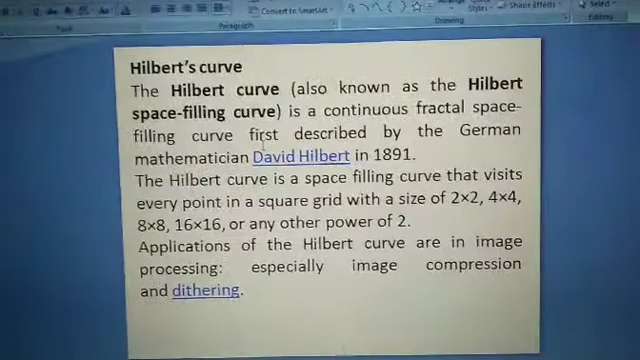 Convert to SmartArt
Shape Effects
Select
Paragraph
Drawing
Editing
Hilbert's curve
The Hilbert curve (also known as the Hilbert
space-filling curve) is a continuous fractal space-
filling curve first described by the German
mathematician David Hilbert in 1891.
The Hilbert curve is a space filling curve that visits
every point in a square grid with a size of 2×2, 4×4,
8×8, 16×16, or any other power of 2.
Applications of the Hilbert curve are in image
processing: especially image compression
and dithering.